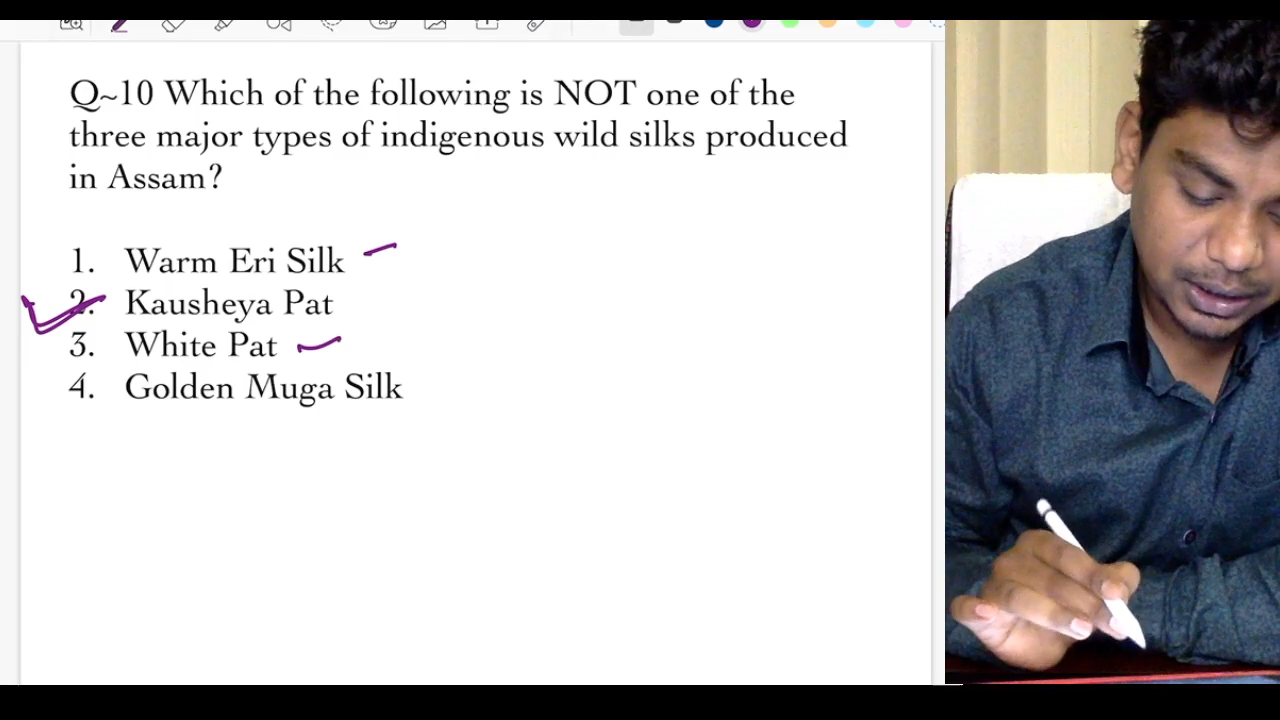 Q~10 Which of the following is NOT one of the
three major types of indigenous wild silks produced
in Assam?
1. Warm Eri Silk
2. Kausheya Pat
3. White Pat
4. Golden Muga Silk